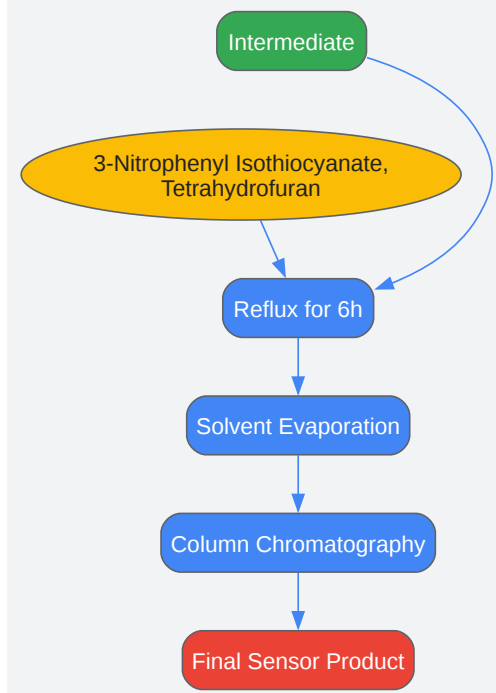 Intermediate
3-Nitrophenyl Isothiocyanate,
Tetrahydrofuran
Reflux for 6h
Solvent Evaporation
Column Chromatography
Final Sensor Product